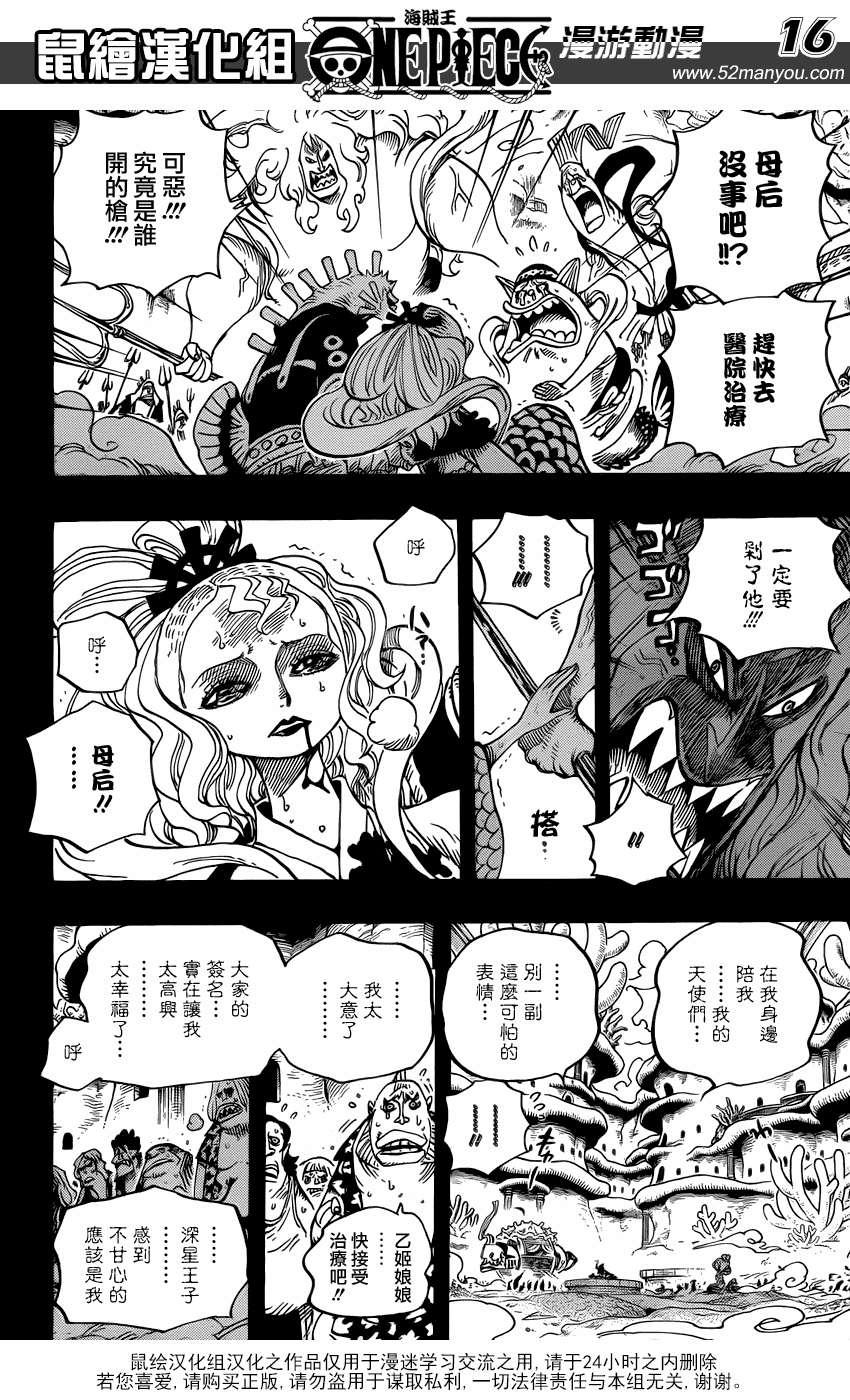 鼠繪漢化組
海賊王
ONE PIECE
漫游動漫
16
www.52manyou.com
母后
沒事吧!!?
趕快去
醫院治療
可惡!!!
究竟是誰
開的槍!!!
一定要
剁了他!!!
ゴゴゴゴ
!!
…………!!!
搭
呼
呼…
母后!!
……
在我身邊
陪我
……我的
天使們…
別一副
這麼可怕的
表情…
…………!!
……
我太
大意了
……
乙姬娘娘
……
快接受
治療吧!!
大家的
簽名…
實在讓我
太高興
……
太幸福了…
呼
……
深星王子
……
感到
不甘心的
應該是我
鼠绘汉化组汉化之作品仅用于漫迷学习交流之用, 请于24小时之内删除
若您喜爱, 请购买正版, 请勿盗用于谋取私利, 一切法律责任与本组无关, 谢谢。